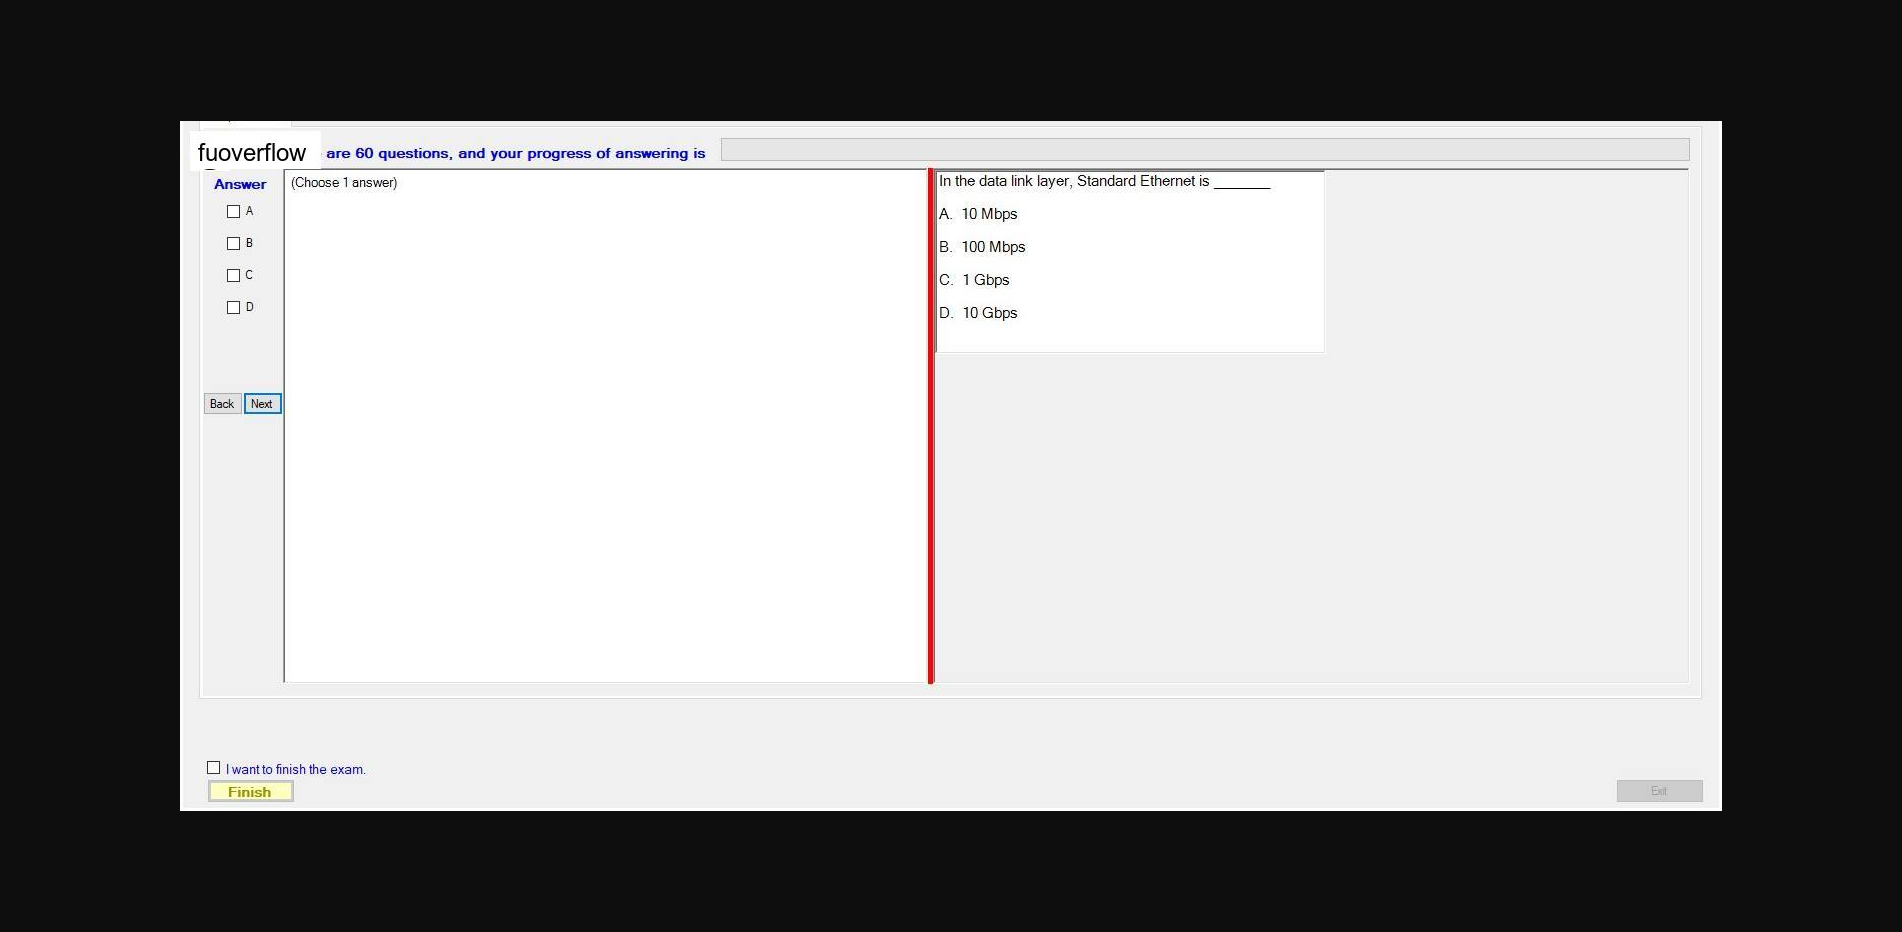 fuoverflow are 60 questions, and your progress of answering is
Answer
A
B
C
D
Back Next
(Choose 1 answer)
In the data link layer, Standard Ethernet is _______
A. 10 Mbps
B. 100 Mbps
C. 1 Gbps
D. 10 Gbps
I want to finish the exam.
Finish
Exit